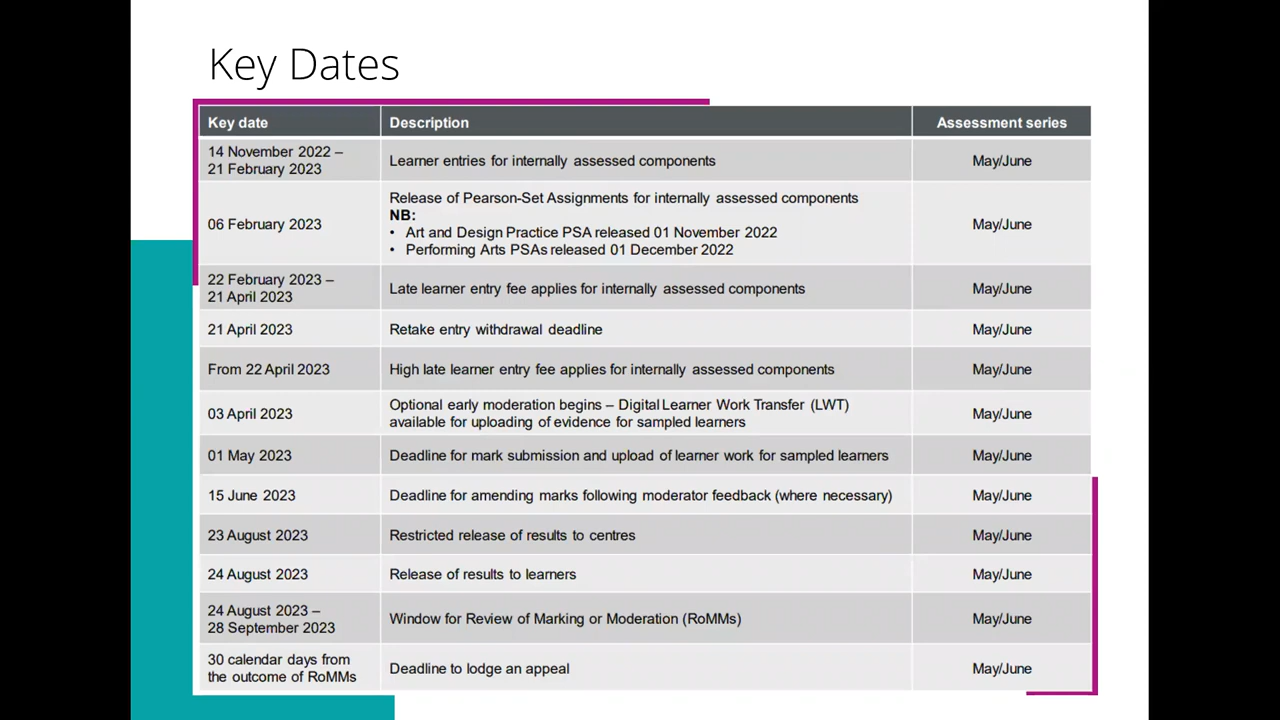 Key Dates
Key date Description Assessment series
14 November 2022 –
21 February 2023
Learner entries for internally assessed components
May/June
06 February 2023
Release of Pearson-Set Assignments for internally assessed components
NB:
• Art and Design Practice PSA released 01 November 2022
• Performing Arts PSAs released 01 December 2022
May/June
22 February 2023 –
21 April 2023
Late learner entry fee applies for internally assessed components
May/June
21 April 2023 Retake entry withdrawal deadline May/June
From 22 April 2023 High late learner entry fee applies for internally assessed components May/June
03 April 2023
Optional early moderation begins – Digital Learner Work Transfer (LWT)
available for uploading of evidence for sampled learners
May/June
01 May 2023 Deadline for mark submission and upload of learner work for sampled learners May/June
15 June 2023 Deadline for amending marks following moderator feedback (where necessary) May/June
23 August 2023 Restricted release of results to centres May/June
24 August 2023 Release of results to learners May/June
24 August 2023 –
28 September 2023
Window for Review of Marking or Moderation (RoMMs)
May/June
30 calendar days from
the outcome of RoMMs
Deadline to lodge an appeal
May/June